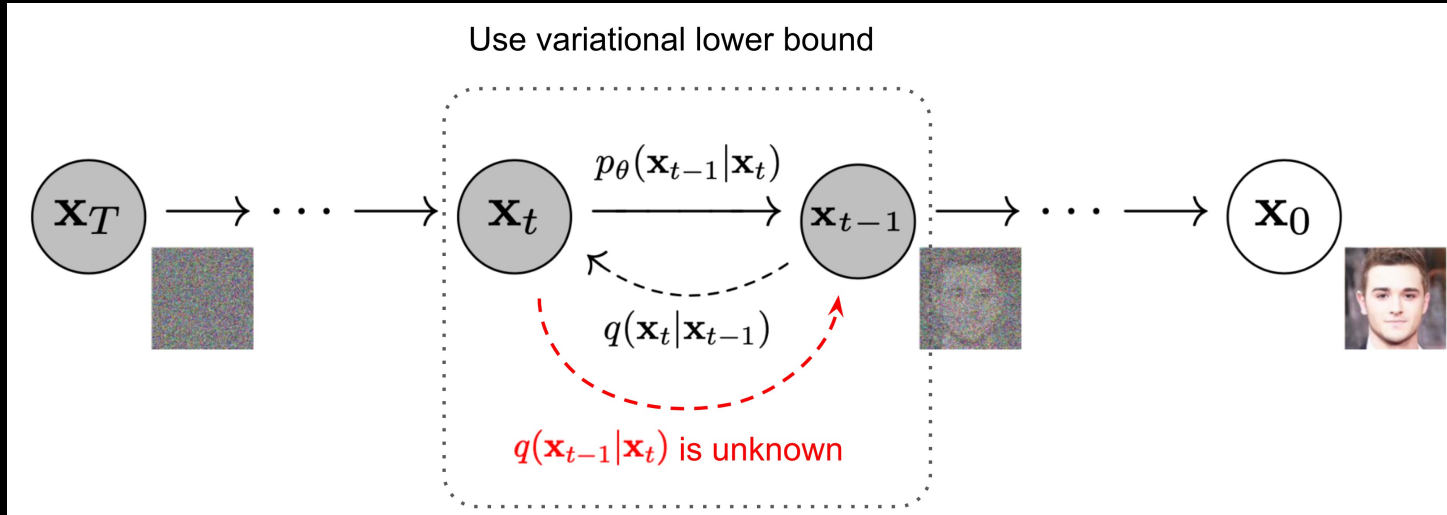 Use variational lower bound
p_θ(x_{t−1}|x_t)
x_T → ··· → x_t → x_{t−1} → ··· → x_0
q(x_t|x_{t−1})
q(x_{t−1}|x_t) is unknown